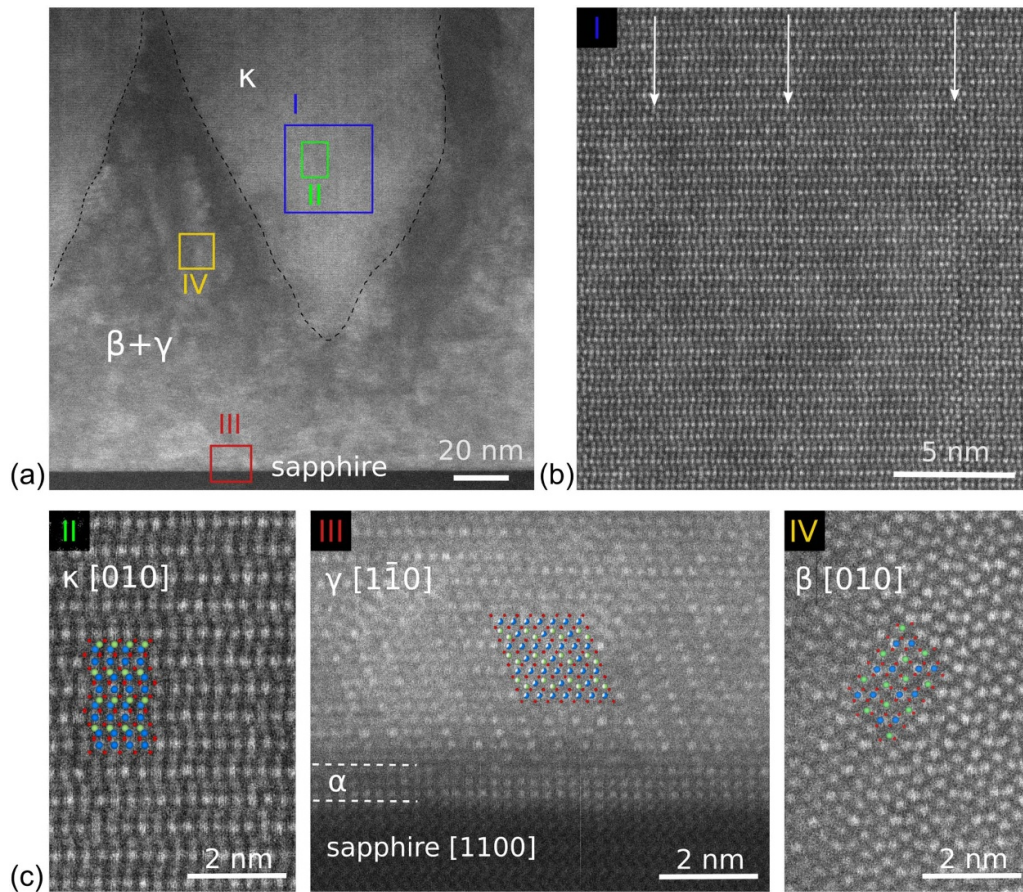 κ
I
II
IV
β+γ
III
20 nm
sapphire
(a)
I
5 nm
(b)
II
κ [010]
2 nm
(c)
III
γ [11̄0]
α
sapphire [1100]
2 nm
IV
β [010]
2 nm